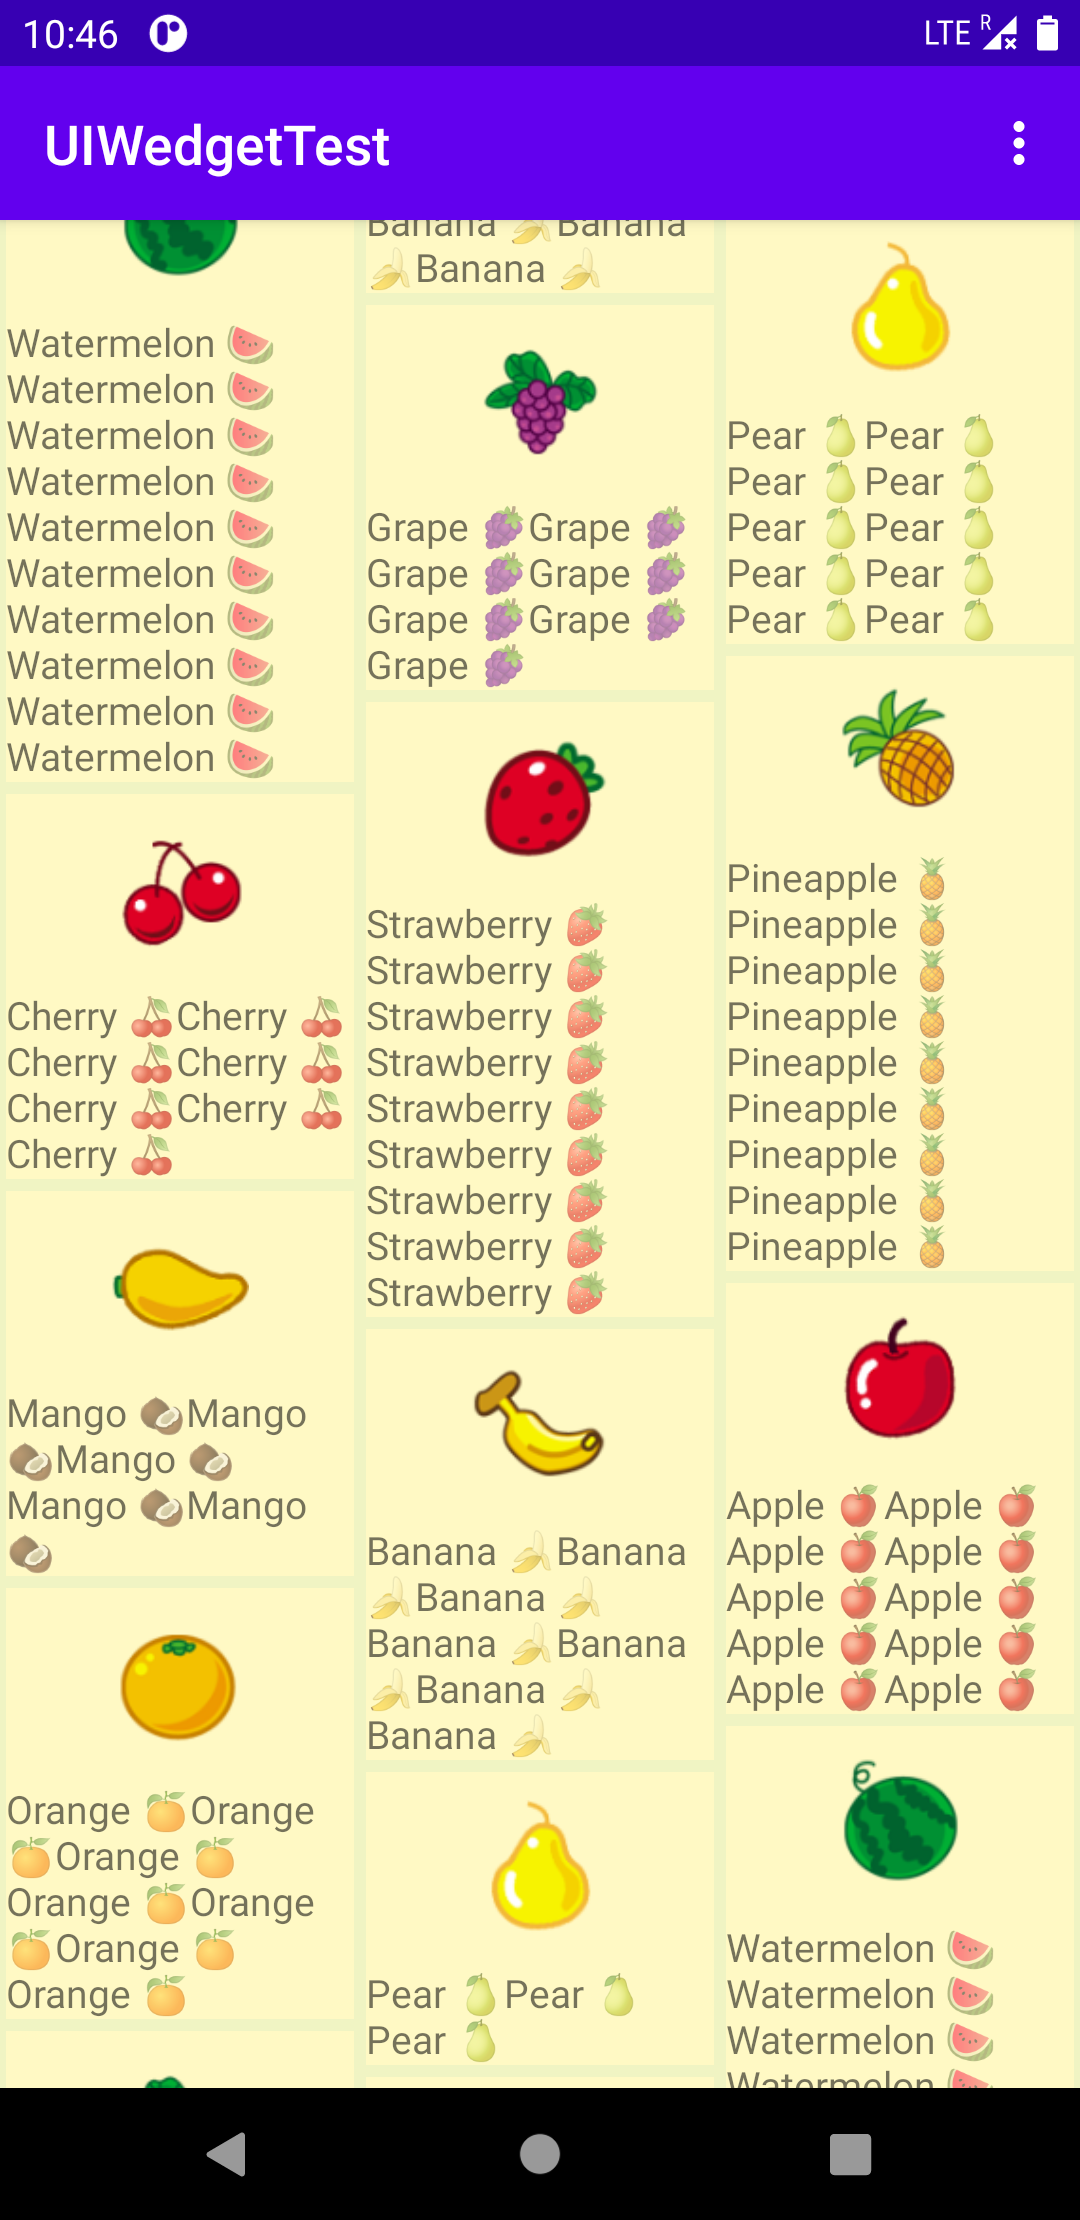 10:46
LTE R
UIWedgetTest
Watermelon 🍉
Watermelon 🍉
Watermelon 🍉
Watermelon 🍉
Watermelon 🍉
Watermelon 🍉
Watermelon 🍉
Watermelon 🍉
Watermelon 🍉
Watermelon 🍉
Cherry 🍒Cherry 🍒
Cherry 🍒Cherry 🍒
Cherry 🍒Cherry 🍒
Cherry 🍒
Mango 🥥Mango
🥥Mango 🥥
Mango 🥥Mango
🥥
Orange 🍊Orange
🍊Orange 🍊
Orange 🍊Orange
🍊Orange 🍊
Orange 🍊
Banana 🍌Banana
🍌Banana 🍌
Grape 🍇Grape 🍇
Grape 🍇Grape 🍇
Grape 🍇Grape 🍇
Grape 🍇
Strawberry 🍓
Strawberry 🍓
Strawberry 🍓
Strawberry 🍓
Strawberry 🍓
Strawberry 🍓
Strawberry 🍓
Strawberry 🍓
Strawberry 🍓
Banana 🍌Banana
🍌Banana 🍌
Banana 🍌Banana
🍌Banana 🍌
Banana 🍌
Pear 🍐Pear 🍐
Pear 🍐
Pear 🍐Pear 🍐
Pear 🍐Pear 🍐
Pear 🍐Pear 🍐
Pear 🍐Pear 🍐
Pear 🍐Pear 🍐
Pineapple 🍍
Pineapple 🍍
Pineapple 🍍
Pineapple 🍍
Pineapple 🍍
Pineapple 🍍
Pineapple 🍍
Pineapple 🍍
Pineapple 🍍
Apple 🍎Apple 🍎
Apple 🍎Apple 🍎
Apple 🍎Apple 🍎
Apple 🍎Apple 🍎
Apple 🍎Apple 🍎
Watermelon 🍉
Watermelon 🍉
Watermelon 🍉
Watermelon 🍉